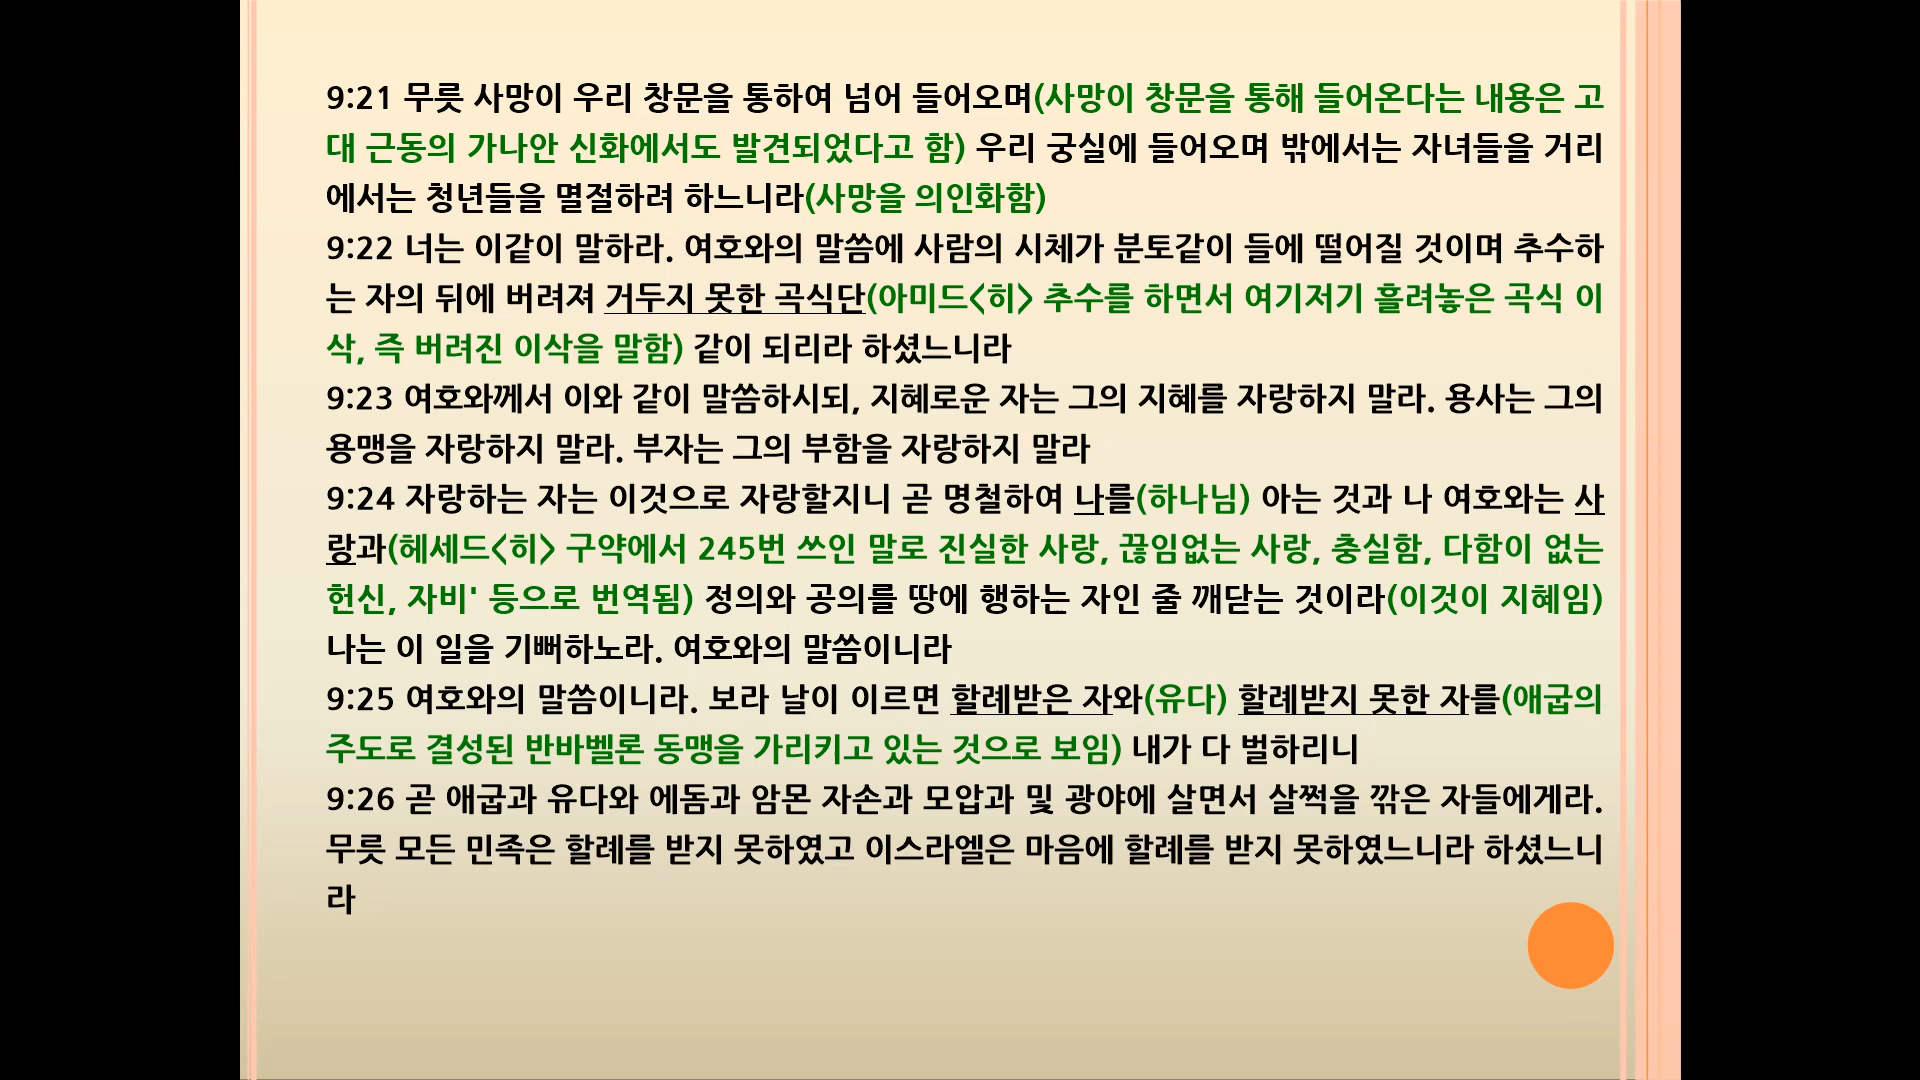 9:21 무릇 사망이 우리 창문을 통하여 넘어 들어오며(사망이 창문을 통해 들어온다는 내용은 고
대 근동의 가나안 신화에서도 발견되었다고 함) 우리 궁실에 들어오며 밖에서는 자녀들을 거리
에서는 청년들을 멸절하려 하느니라(사망을 의인화함)
9:22 너는 이같이 말하라. 여호와의 말씀에 사람의 시체가 분토같이 들에 떨어질 것이며 추수하
는 자의 뒤에 버려져 거두지 못한 곡식단(아미드<히> 추수를 하면서 여기저기 흘려놓은 곡식 이
삭, 즉 버려진 이삭을 말함) 같이 되리라 하셨느니라
9:23 여호와께서 이와 같이 말씀하시되, 지혜로운 자는 그의 지혜를 자랑하지 말라. 용사는 그의
용맹을 자랑하지 말라. 부자는 그의 부함을 자랑하지 말라
9:24 자랑하는 자는 이것으로 자랑할지니 곧 명철하여 나를(하나님) 아는 것과 나 여호와는 사
랑과(헤세드<히> 구약에서 245번 쓰인 말로 진실한 사랑, 끊임없는 사랑, 충실함, 다함이 없는
헌신, 자비' 등으로 번역됨) 정의와 공의를 땅에 행하는 자인 줄 깨닫는 것이라(이것이 지혜임)
나는 이 일을 기뻐하노라. 여호와의 말씀이니라
9:25 여호와의 말씀이니라. 보라 날이 이르면 할례받은 자와(유다) 할례받지 못한 자를(애굽의
주도로 결성된 반바벨론 동맹을 가리키고 있는 것으로 보임) 내가 다 벌하리니
9:26 곧 애굽과 유다와 에돔과 암몬 자손과 모압과 및 광야에 살면서 살쩍을 깎은 자들에게라.
무릇 모든 민족은 할례를 받지 못하였고 이스라엘은 마음에 할례를 받지 못하였느니라 하셨느니
라